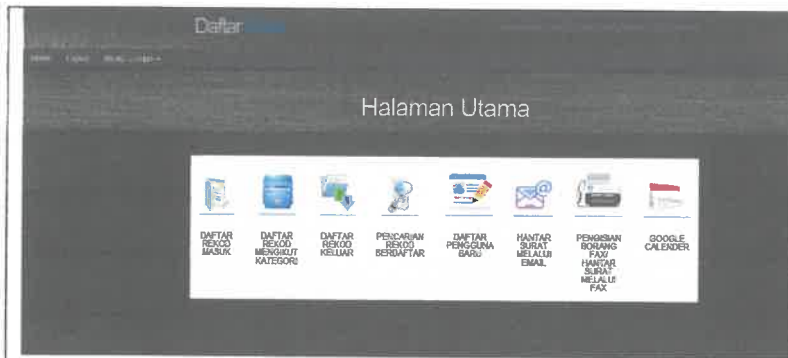 Daftar
Halaman Utama
DAFTAR
REKOD
MASUK
DAFTAR
REKOD
MENGIKUT
KATEGORI
DAFTAR
REKOD
KELUAR
PENCARIAN
REKOD
BERDAFTAR
DAFTAR
PENGGUNA
BARU
HANTAR
SURAT
MELALUI
EMAIL
PENGISIAN
BORANG
FAX/
HANTAR
SURAT
MELALUI
FAX
GOOGLE
CALENDER